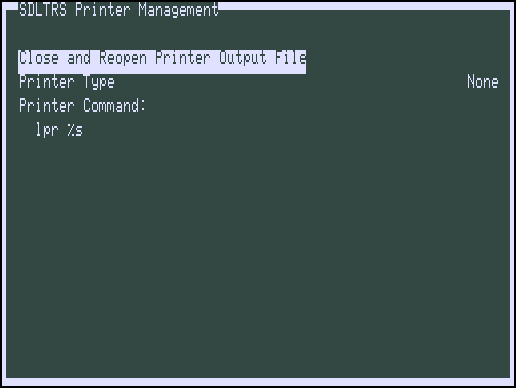 SDLTRS Printer Management
Close and Reopen Printer Output File
Printer Type None
Printer Command:
lpr %s